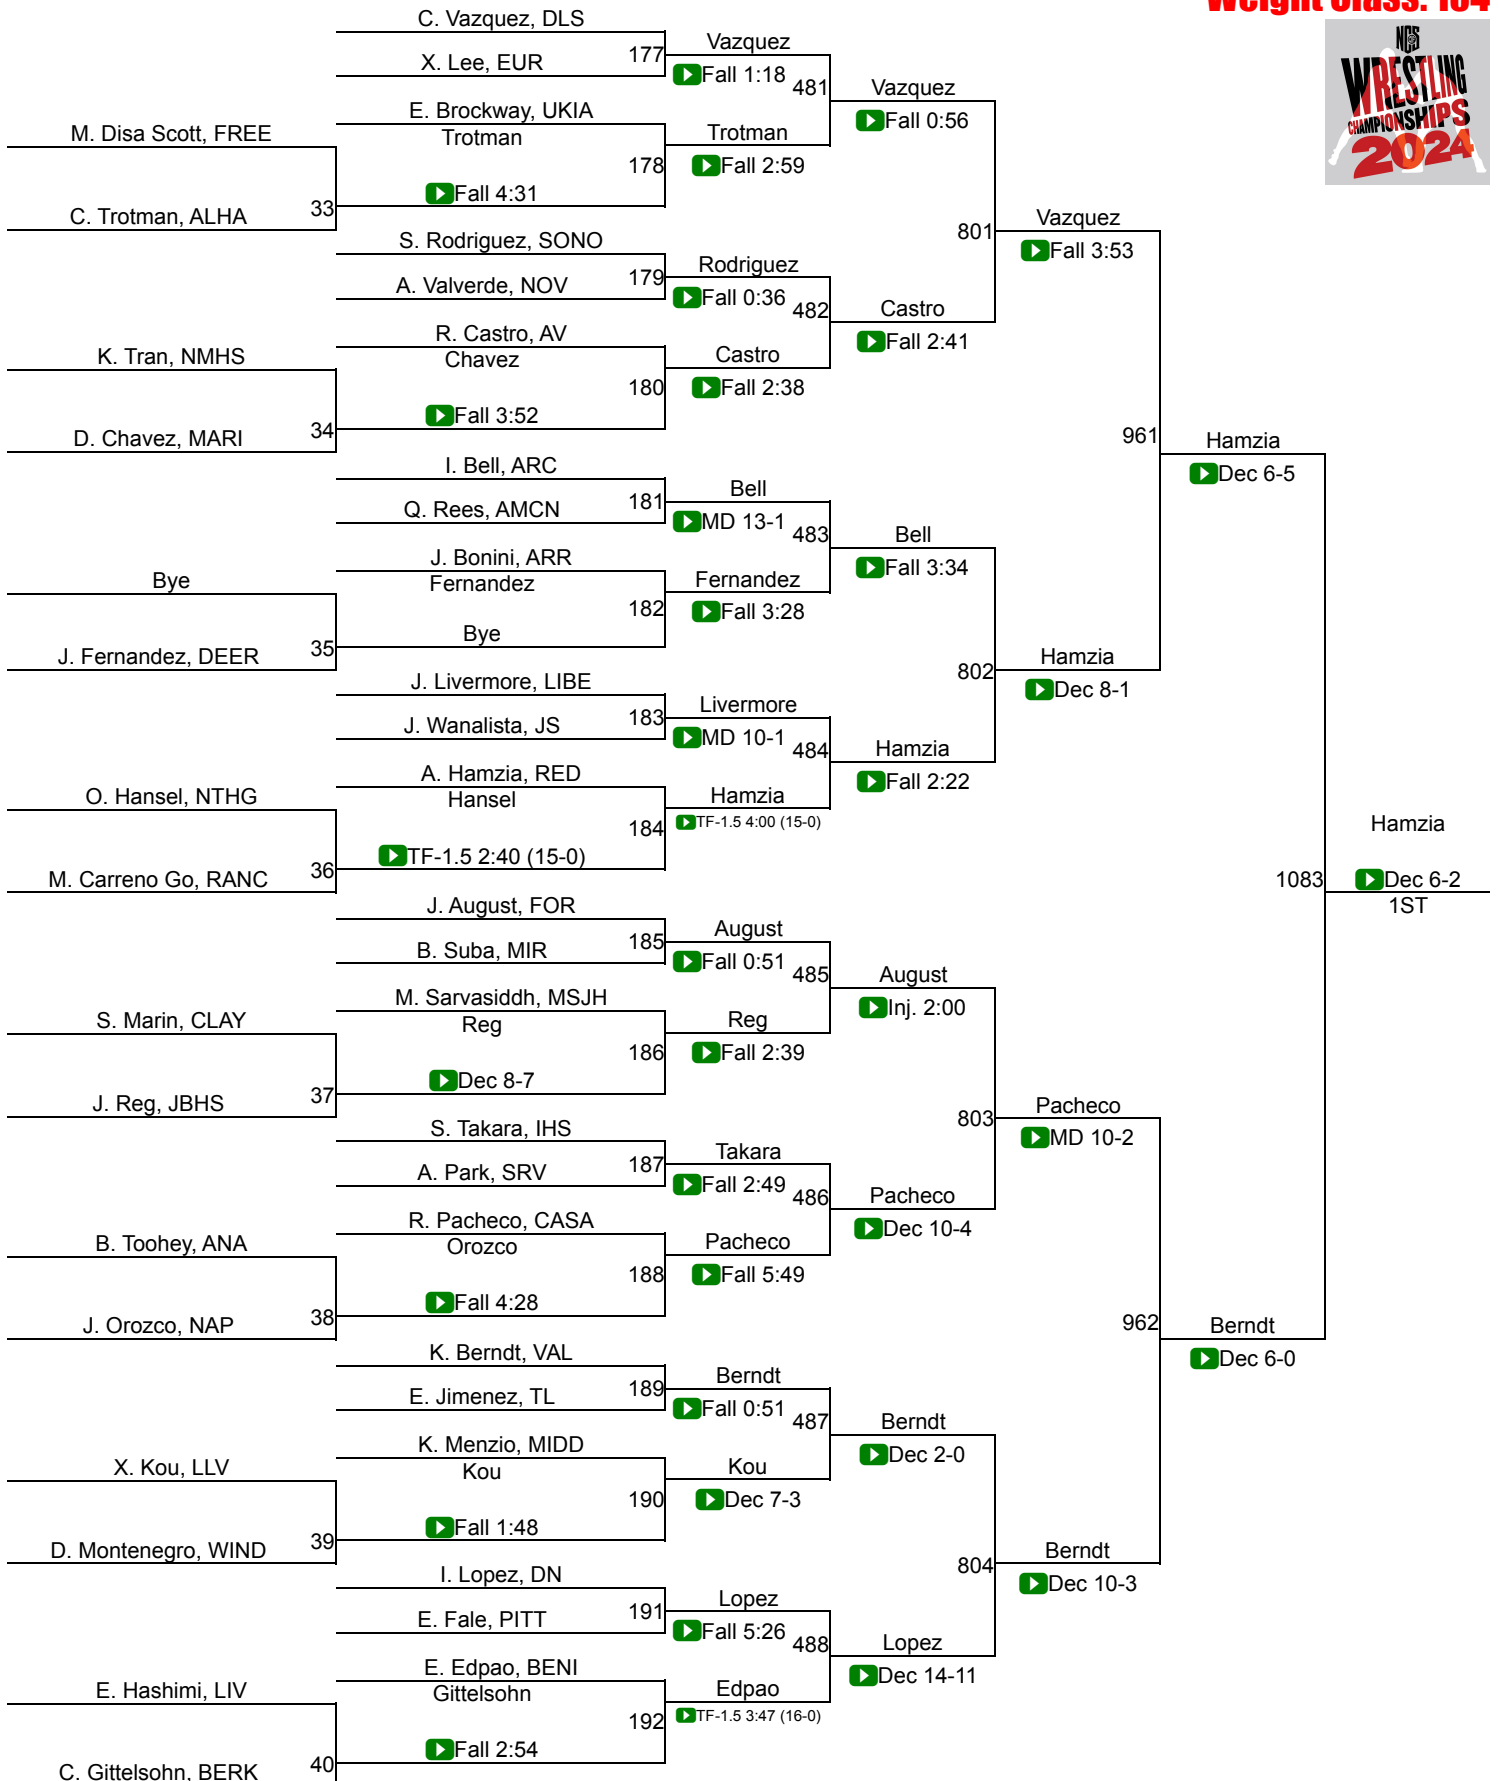 Weight Class: 184
NCS
WRESTLING
CHAMPIONSHIPS
2024
C. Vazquez, DLS
X. Lee, EUR
177
Vazquez
Fall 1:18
481
Vazquez
Fall 0:56
E. Brockway, UKIA
M. Disa Scott, FREE
Trotman
178
Trotman
Fall 2:59
Fall 4:31
33
C. Trotman, ALHA
801
Vazquez
Fall 3:53
S. Rodriguez, SONO
A. Valverde, NOV
179
Rodriguez
Fall 0:36
482
Castro
Fall 2:41
R. Castro, AV
K. Tran, NMHS
Chavez
180
Castro
Fall 2:38
Fall 3:52
34
D. Chavez, MARI
961
Hamzia
Dec 6-5
I. Bell, ARC
Q. Rees, AMCN
181
Bell
MD 13-1
483
Bell
Fall 3:34
J. Bonini, ARR
Bye
Fernandez
182
Fernandez
Fall 3:28
Bye
35
J. Fernandez, DEER
802
Hamzia
Dec 8-1
J. Livermore, LIBE
J. Wanalista, JS
183
Livermore
MD 10-1
484
Hamzia
Fall 2:22
A. Hamzia, RED
O. Hansel, NTHG
Hansel
184
Hamzia
TF-1.5 4:00 (15-0)
TF-1.5 2:40 (15-0)
36
M. Carreno Go, RANC
Hamzia
1083
Dec 6-2
1ST
J. August, FOR
B. Suba, MIR
185
August
Fall 0:51
485
August
Inj. 2:00
M. Sarvasiddh, MSJH
S. Marin, CLAY
Reg
186
Reg
Fall 2:39
Dec 8-7
37
J. Reg, JBHS
803
Pacheco
MD 10-2
S. Takara, IHS
A. Park, SRV
187
Takara
Fall 2:49
486
Pacheco
Dec 10-4
R. Pacheco, CASA
B. Toohey, ANA
Orozco
188
Pacheco
Fall 5:49
Fall 4:28
38
J. Orozco, NAP
962
Berndt
Dec 6-0
K. Berndt, VAL
E. Jimenez, TL
189
Berndt
Fall 0:51
487
Berndt
Dec 2-0
K. Menzio, MIDD
X. Kou, LLV
Kou
190
Kou
Dec 7-3
Fall 1:48
39
D. Montenegro, WIND
804
Berndt
Dec 10-3
I. Lopez, DN
E. Fale, PITT
191
Lopez
Fall 5:26
488
Lopez
Dec 14-11
E. Edpao, BENI
E. Hashimi, LIV
Gittelsohn
192
Edpao
TF-1.5 3:47 (16-0)
Fall 2:54
40
C. Gittelsohn, BERK